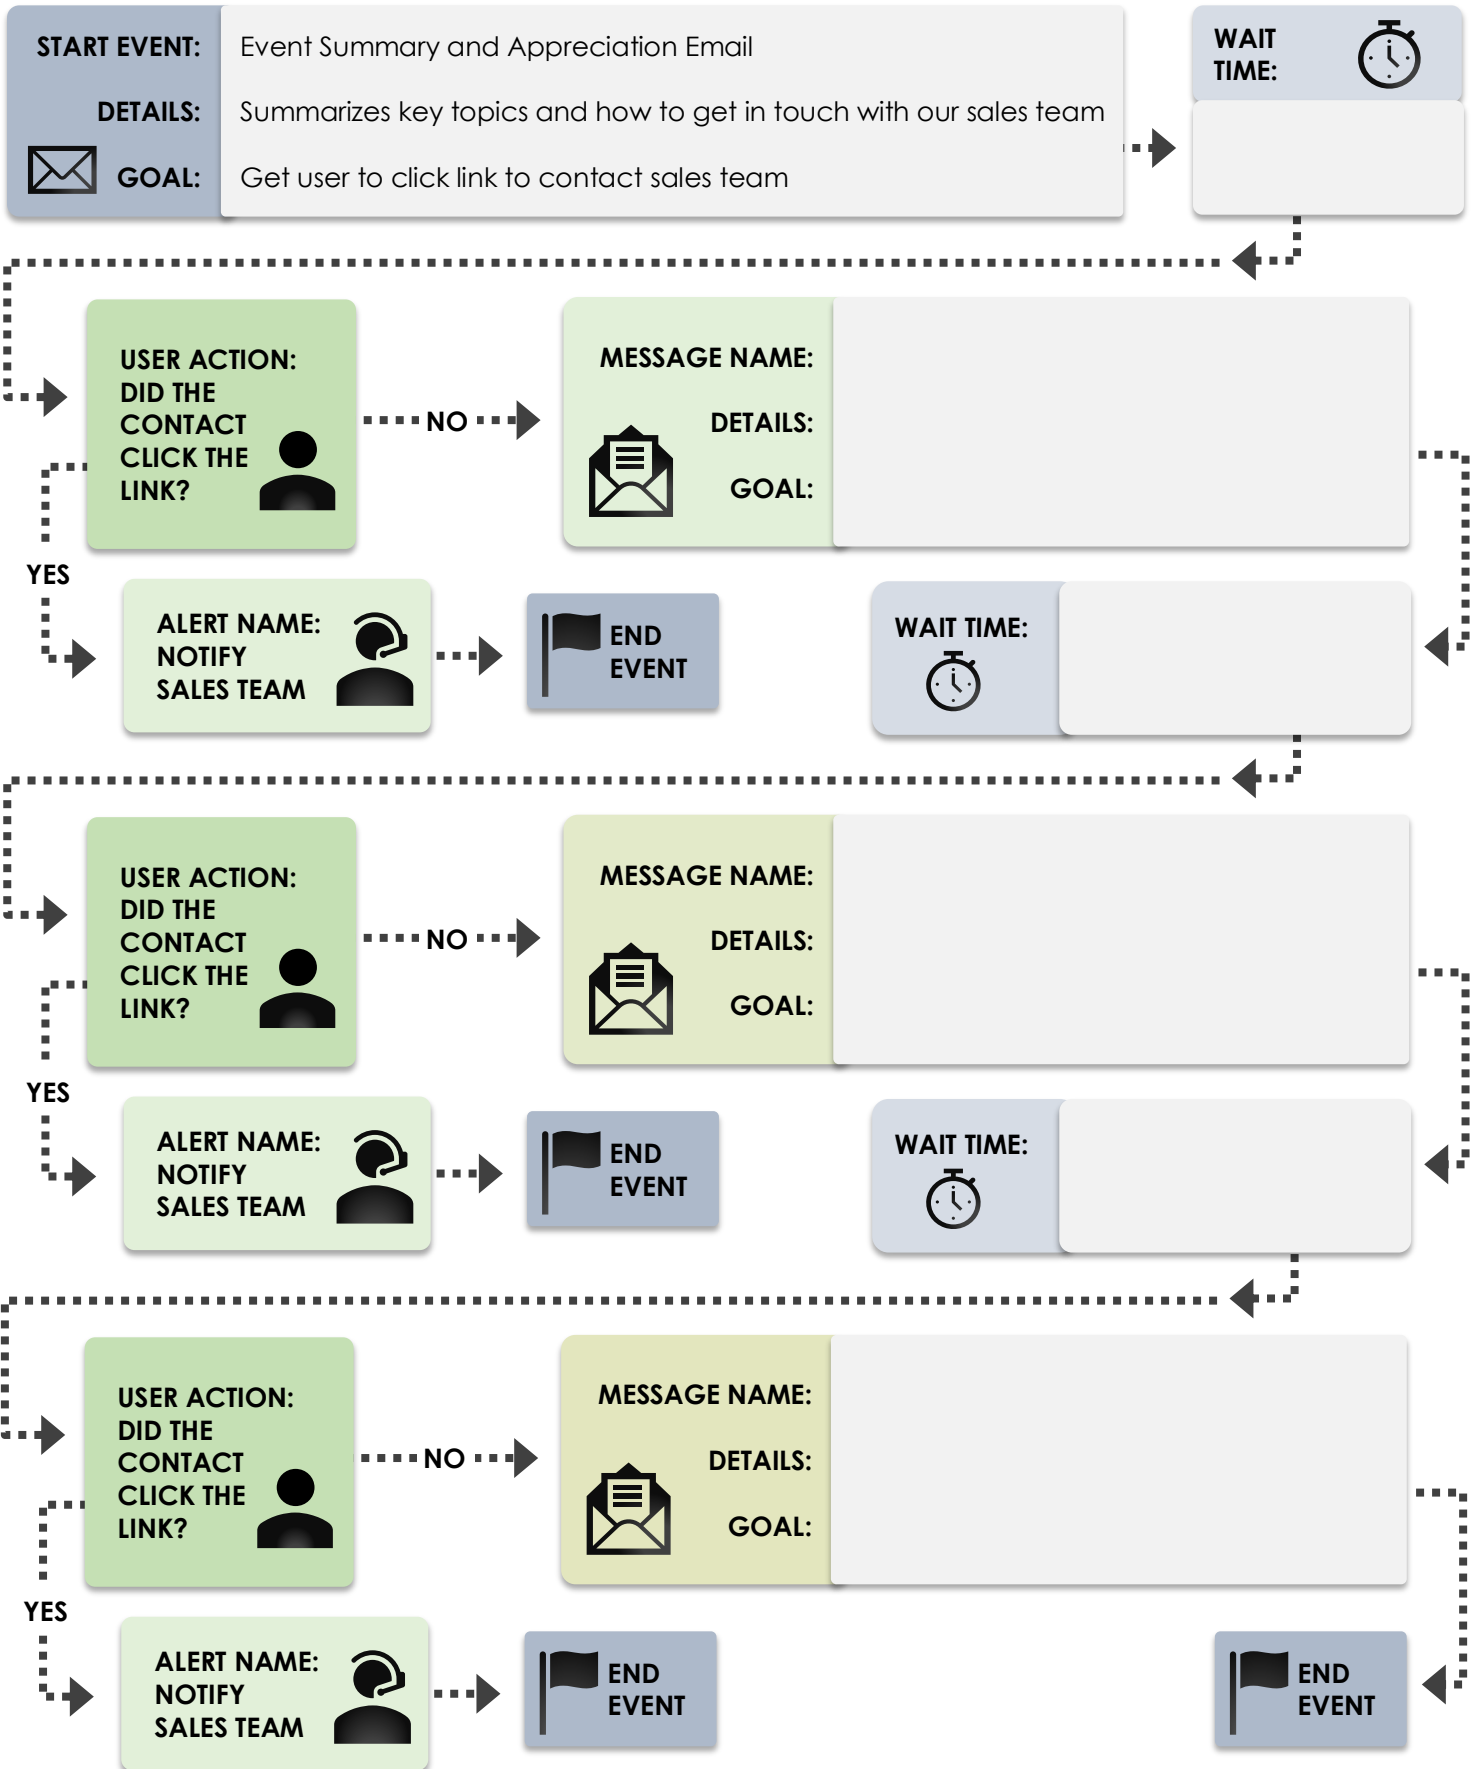 START EVENT: Event Summary and Appreciation Email
DETAILS: Summarizes key topics and how to get in touch with our sales team
GOAL: Get user to click link to contact sales team
WAIT
TIME:
USER ACTION:
DID THE
CONTACT
CLICK THE
LINK?
NO
MESSAGE NAME:
DETAILS:
GOAL:
YES
ALERT NAME:
NOTIFY
SALES TEAM
END
EVENT
WAIT TIME:
USER ACTION:
DID THE
CONTACT
CLICK THE
LINK?
NO
MESSAGE NAME:
DETAILS:
GOAL:
YES
ALERT NAME:
NOTIFY
SALES TEAM
END
EVENT
WAIT TIME:
USER ACTION:
DID THE
CONTACT
CLICK THE
LINK?
NO
MESSAGE NAME:
DETAILS:
GOAL:
YES
ALERT NAME:
NOTIFY
SALES TEAM
END
EVENT
END
EVENT